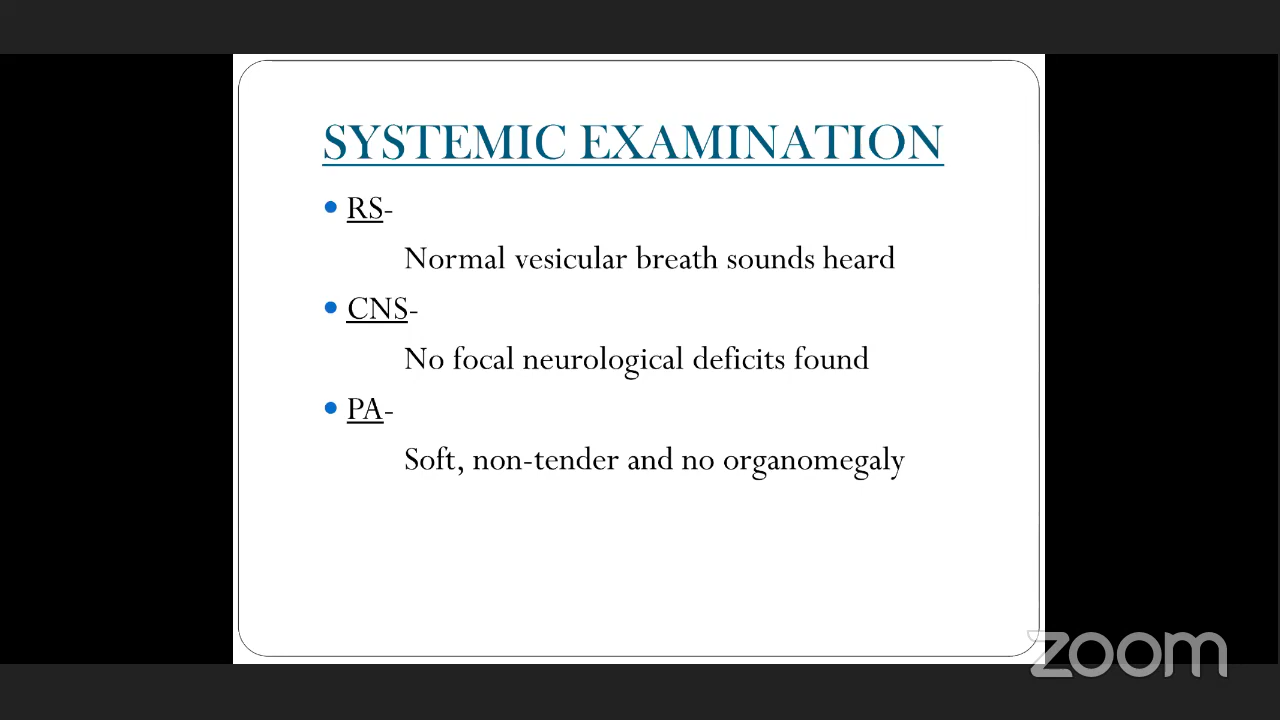 SYSTEMIC EXAMINATION
• RS-
Normal vesicular breath sounds heard
• CNS-
No focal neurological deficits found
• PA-
Soft, non-tender and no organomegaly
zoom